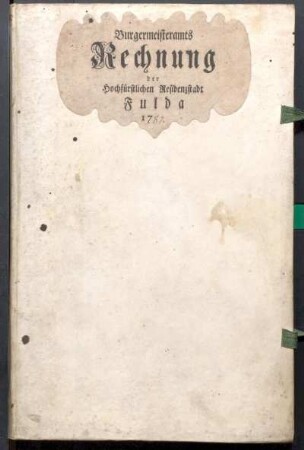 Burgermeisteramts
Rechnung
der
Hochfürstlichen Residenzstadt
Fulda